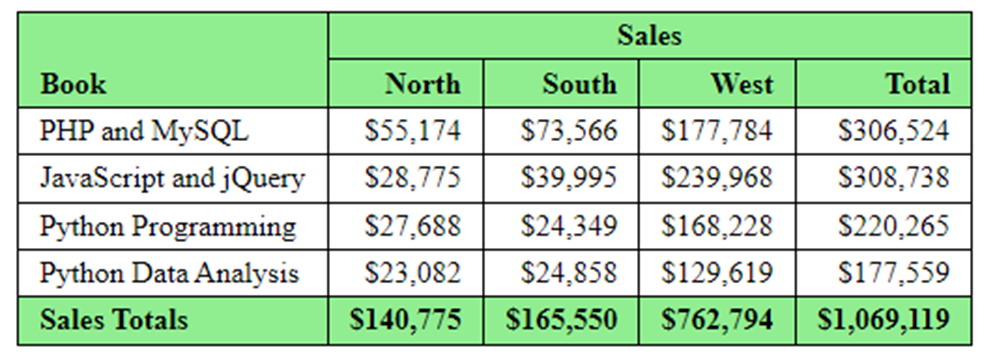 Sales
Book North South West Total
PHP and MySQL $55,174 $73,566 $177,784 $306,524
JavaScript and jQuery $28,775 $39,995 $239,968 $308,738
Python Programming $27,688 $24,349 $168,228 $220,265
Python Data Analysis $23,082 $24,858 $129,619 $177,559
Sales Totals $140,775 $165,550 $762,794 $1,069,119